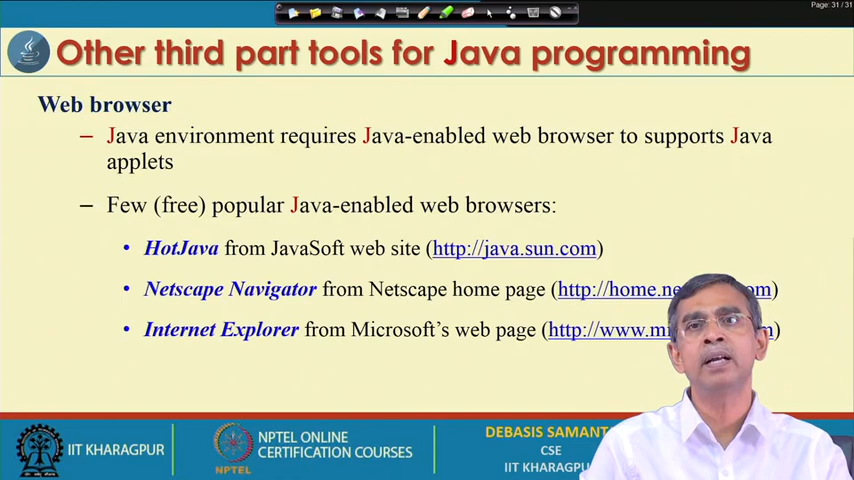 Page: 31 / 31
Other third part tools for Java programming
Web browser
– Java environment requires Java-enabled web browser to supports Java
applets
– Few (free) popular Java-enabled web browsers:
• HotJava from JavaSoft web site (http://java.sun.com)
• Netscape Navigator from Netscape home page (http://home.ne om)
• Internet Explorer from Microsoft's web page (http://www.mi m)
IIT KHARAGPUR
NPTEL
NPTEL ONLINE
CERTIFICATION COURSES
DEBASIS SAMANT
CSE
IIT KHARAGPUR